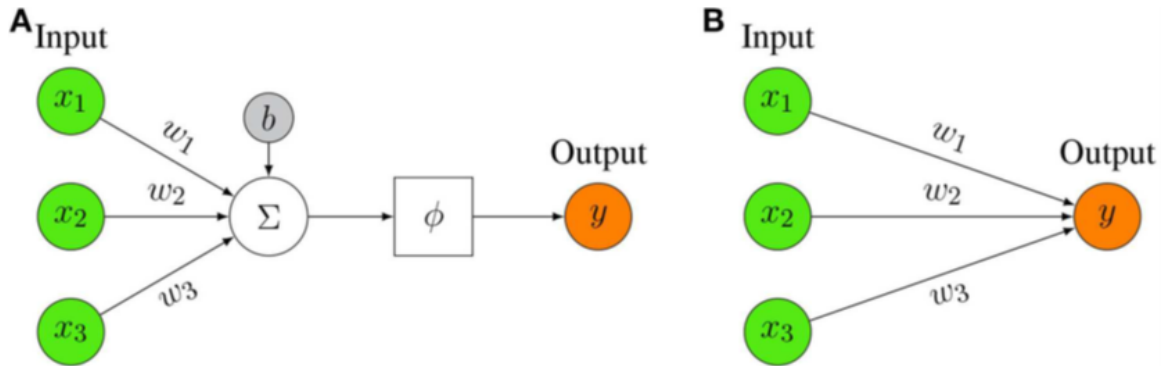 A
Input
x1
w1
b
x2
w2
Σ
ϕ
Output
y
w3
x3
B
Input
x1
w1
x2
w2
Output
y
w3
x3